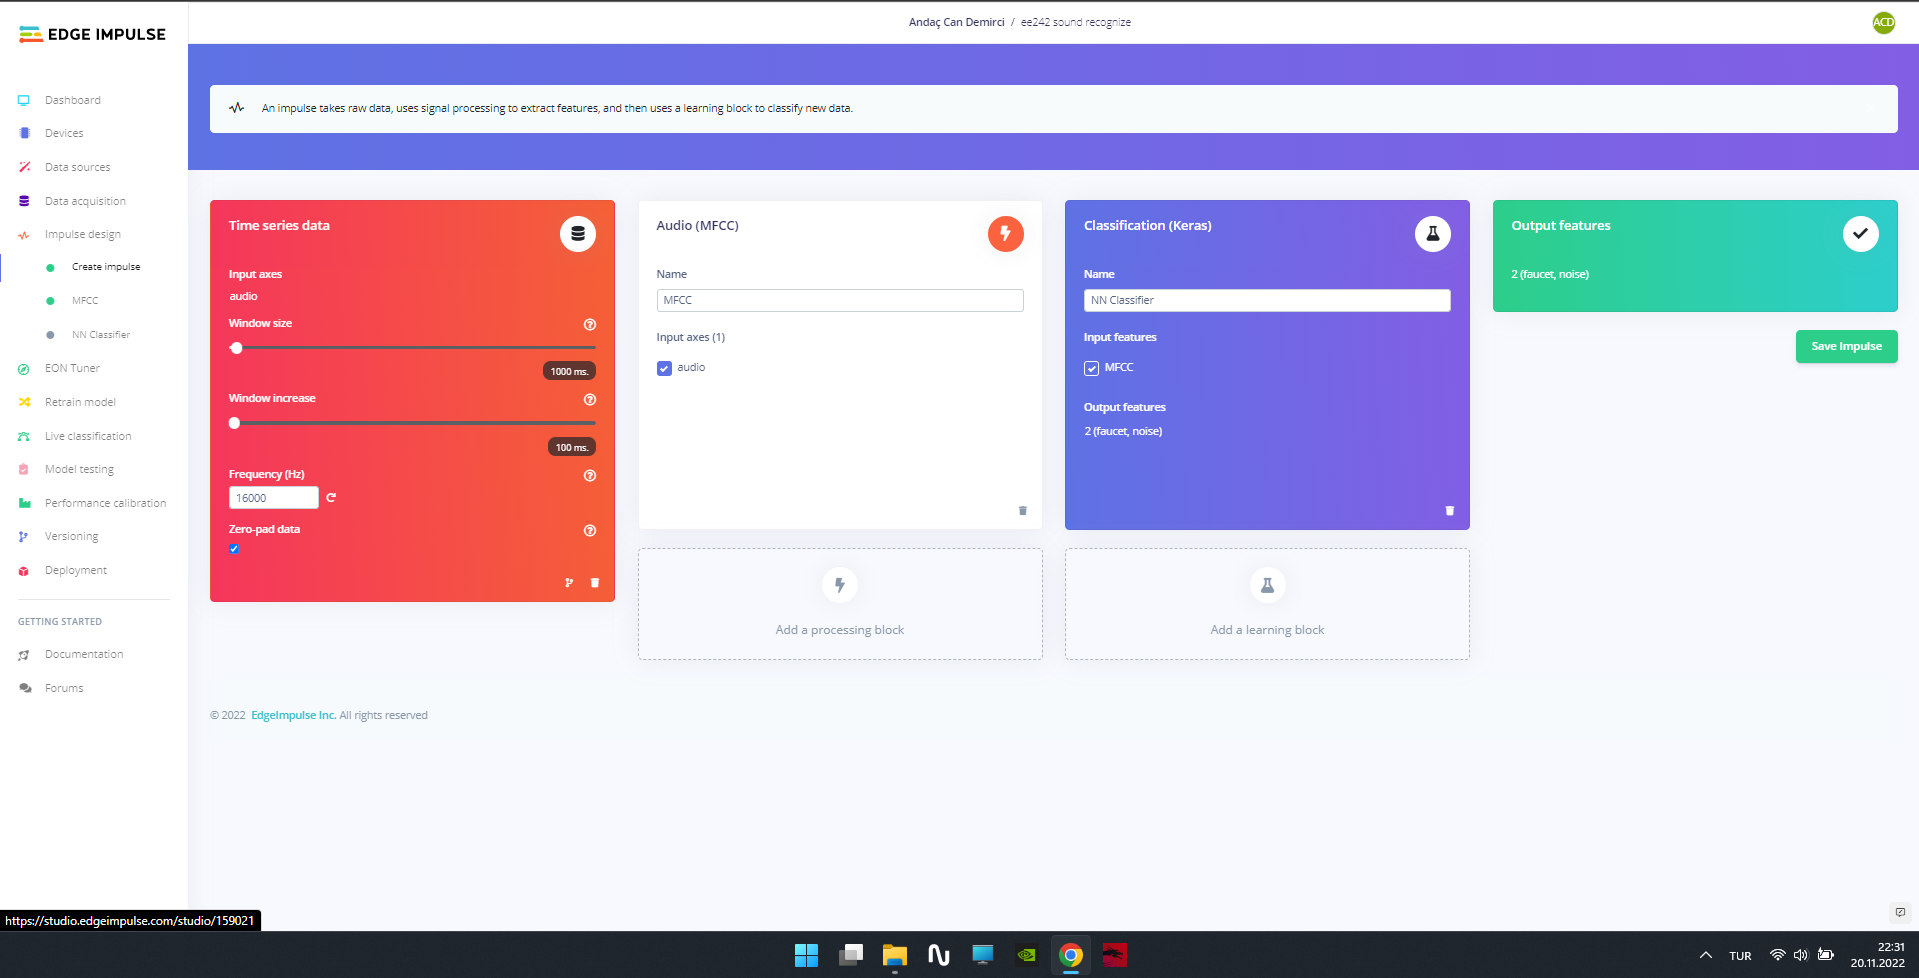 EDGE IMPULSE
Andaç Can Demirci / ee242 sound recognize
ACD
Dashboard
Devices
Data sources
Data acquisition
Impulse design
Create impulse
MFCC
NN Classifier
EON Tuner
Retrain model
Live classification
Model testing
Performance calibration
Versioning
Deployment
GETTING STARTED
Documentation
Forums
An impulse takes raw data, uses signal processing to extract features, and then uses a learning block to classify new data.
Time series data
Input axes
audio
Window size
1000 ms.
Window increase
100 ms.
Frequency (Hz)
16000
Zero-pad data
Audio (MFCC)
Name
MFCC
Input axes (1)
audio
Add a processing block
Classification (Keras)
Name
NN Classifier
Input features
MFCC
Output features
2 (faucet, noise)
Add a learning block
Output features
2 (faucet, noise)
Save Impulse
© 2022 EdgeImpulse Inc. All rights reserved
https://studio.edgeimpulse.com/studio/159021
TUR
22:31
20.11.2022